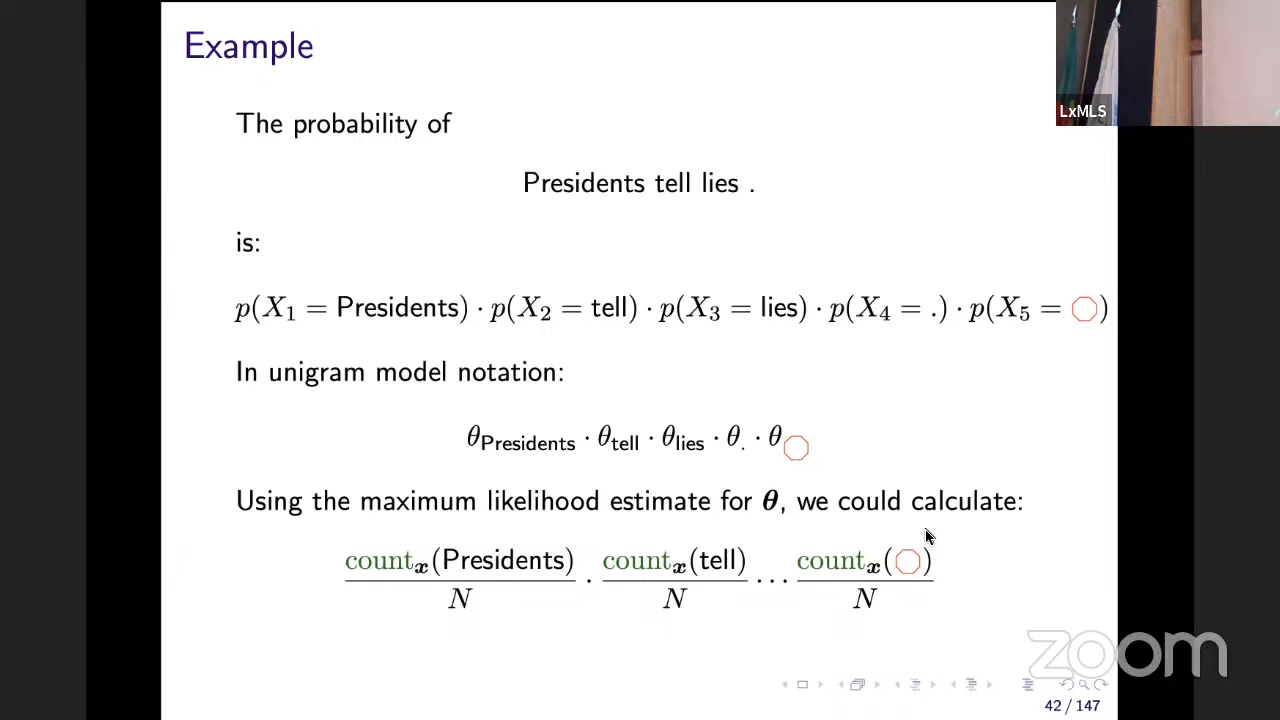 Example
LxMLS
The probability of
Presidents tell lies .
is:
p(X₁ = Presidents) · p(X₂ = tell) · p(X₃ = lies) · p(X₄ = .) · p(X₅ = ⯃)
In unigram model notation:
θPresidents · θtell · θlies · θ. · θ⯃
Using the maximum likelihood estimate for θ, we could calculate:
countₓ(Presidents)/N · countₓ(tell)/N ⋯ countₓ(⯃)/N
zoom
42 / 147